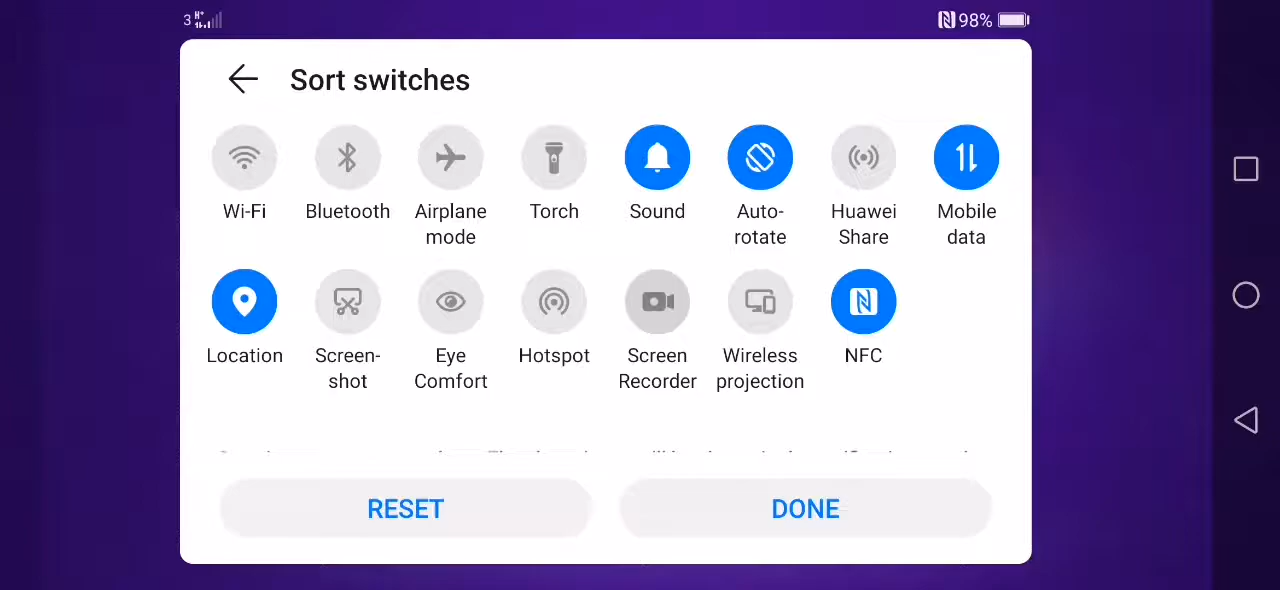 3 H+ 98%
Sort switches
Wi-Fi Bluetooth Airplane mode Torch Sound Auto-rotate Huawei Share Mobile data
Location Screen-shot Eye Comfort Hotspot Screen Recorder Wireless projection NFC
RESET DONE